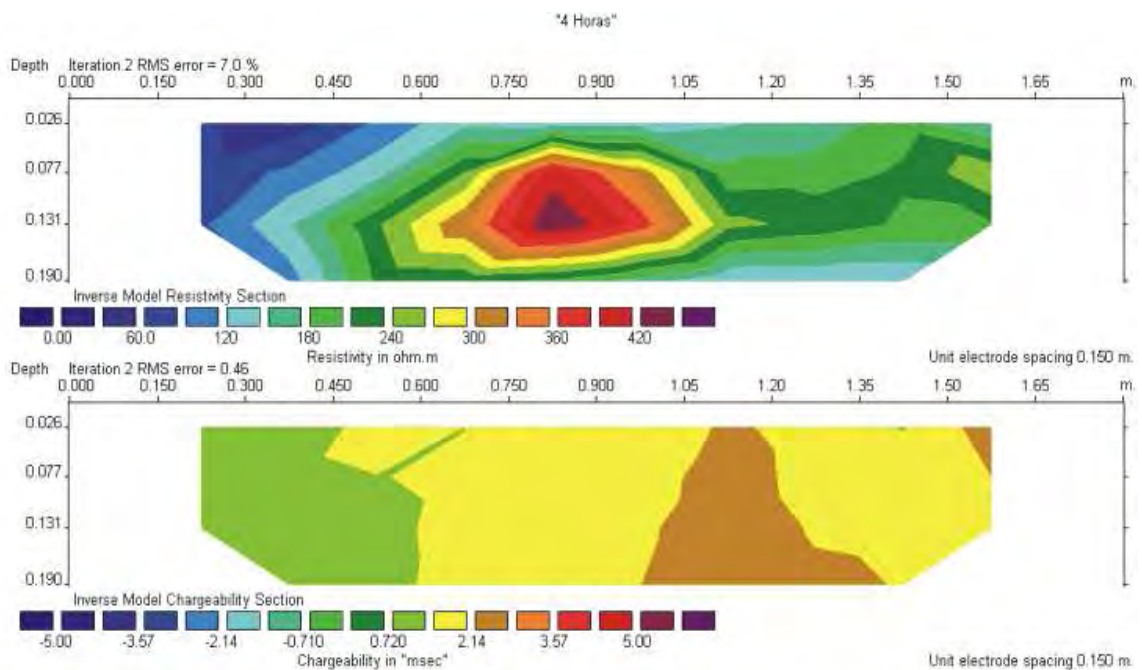 "4 Horas"
Depth Iteration 2 RMS error = 7.0 %
0.000 0.150 0.300 0.450 0.600 0.750 0.900 1.05 1.20 1.35 1.50 1.65 m.
0.026
0.077
0.131
0.190
Inverse Model Resistivity Section
0.00 60.0 120 180 240 300 360 420
Resistivity in ohm.m
Unit electrode spacing 0.150 m.
Depth Iteration 2 RMS error = 0.46
0.000 0.150 0.300 0.450 0.600 0.750 0.900 1.05 1.20 1.35 1.50 1.65 m.
0.026
0.077
0.131
0.190
Inverse Model Chargeability Section
-5.00 -3.57 -2.14 -0.710 0.720 2.14 3.57 5.00
Chargeability in "msec"
Unit electrode spacing 0.150 m.